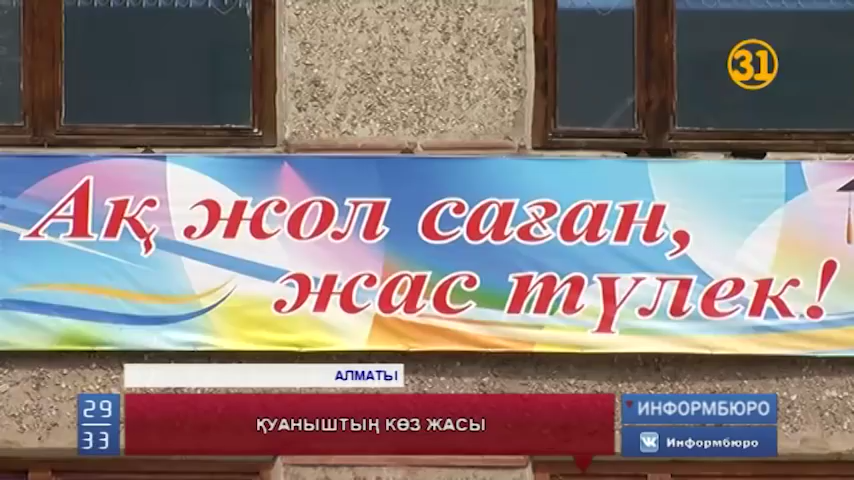 31
Ақ жол саған,
жас түлек!
АЛМАТЫ
29
33
ҚУАНЫШТЫҢ КӨЗ ЖАСЫ
ИНФОРМБЮРО
Информбюро